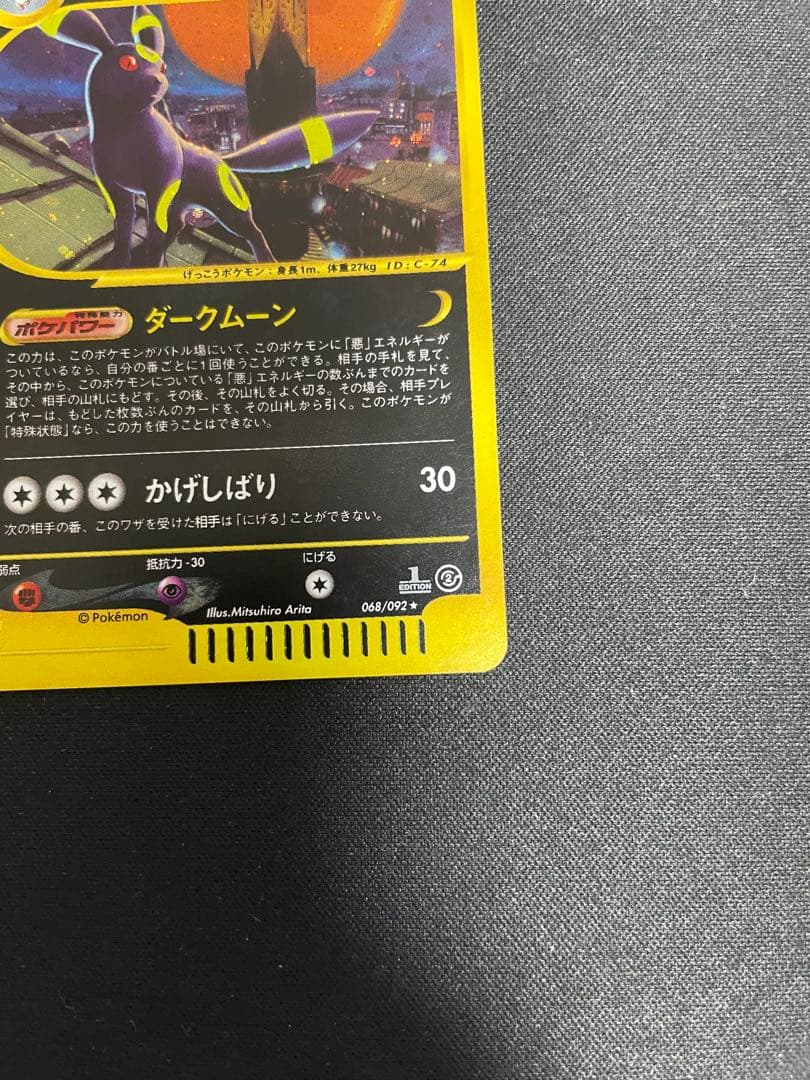 げっこうポケモン：身長1m、体重27kg ID:C-74
特殊能力
ポケパワー ダークムーン
この力は、このポケモンがバトル場にいて、このポケモンに「悪」エネルギーが
ついているなら、自分の番ごとに1回使うことができる。相手の手札を見て、
その中から、このポケモンについている「悪」エネルギーの数ぶんまでのカードを
選び、相手の山札にもどす。その後、その山札をよく切る。その場合、相手プレ
イヤーは、もどした枚数ぶんのカードを、その山札から引く。このポケモンが
「特殊状態」なら、この力を使うことはできない。
かげしばり 30
次の相手の番、このワザを受けた相手は「にげる」ことができない。
弱点 抵抗力-30 にげる
1 EDITION 2
©Pokémon Illus.Mitsuhiro Arita 068/092★